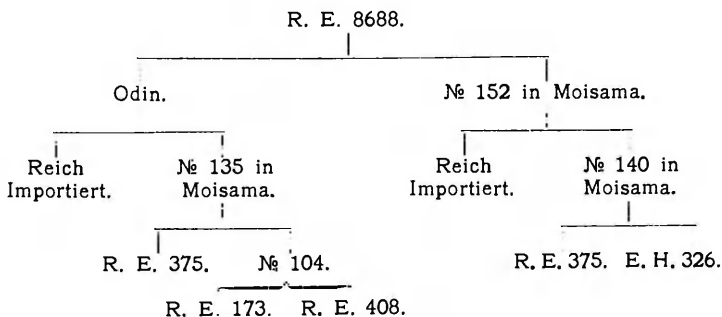 R. E. 8688.
Odin. № 152 in Moisama.
Reich Importiert. № 135 in Moisama. Reich Importiert. № 140 in Moisama.
R. E. 375. № 104. R. E. 375. E. H. 326.
R. E. 173. R. E. 408.